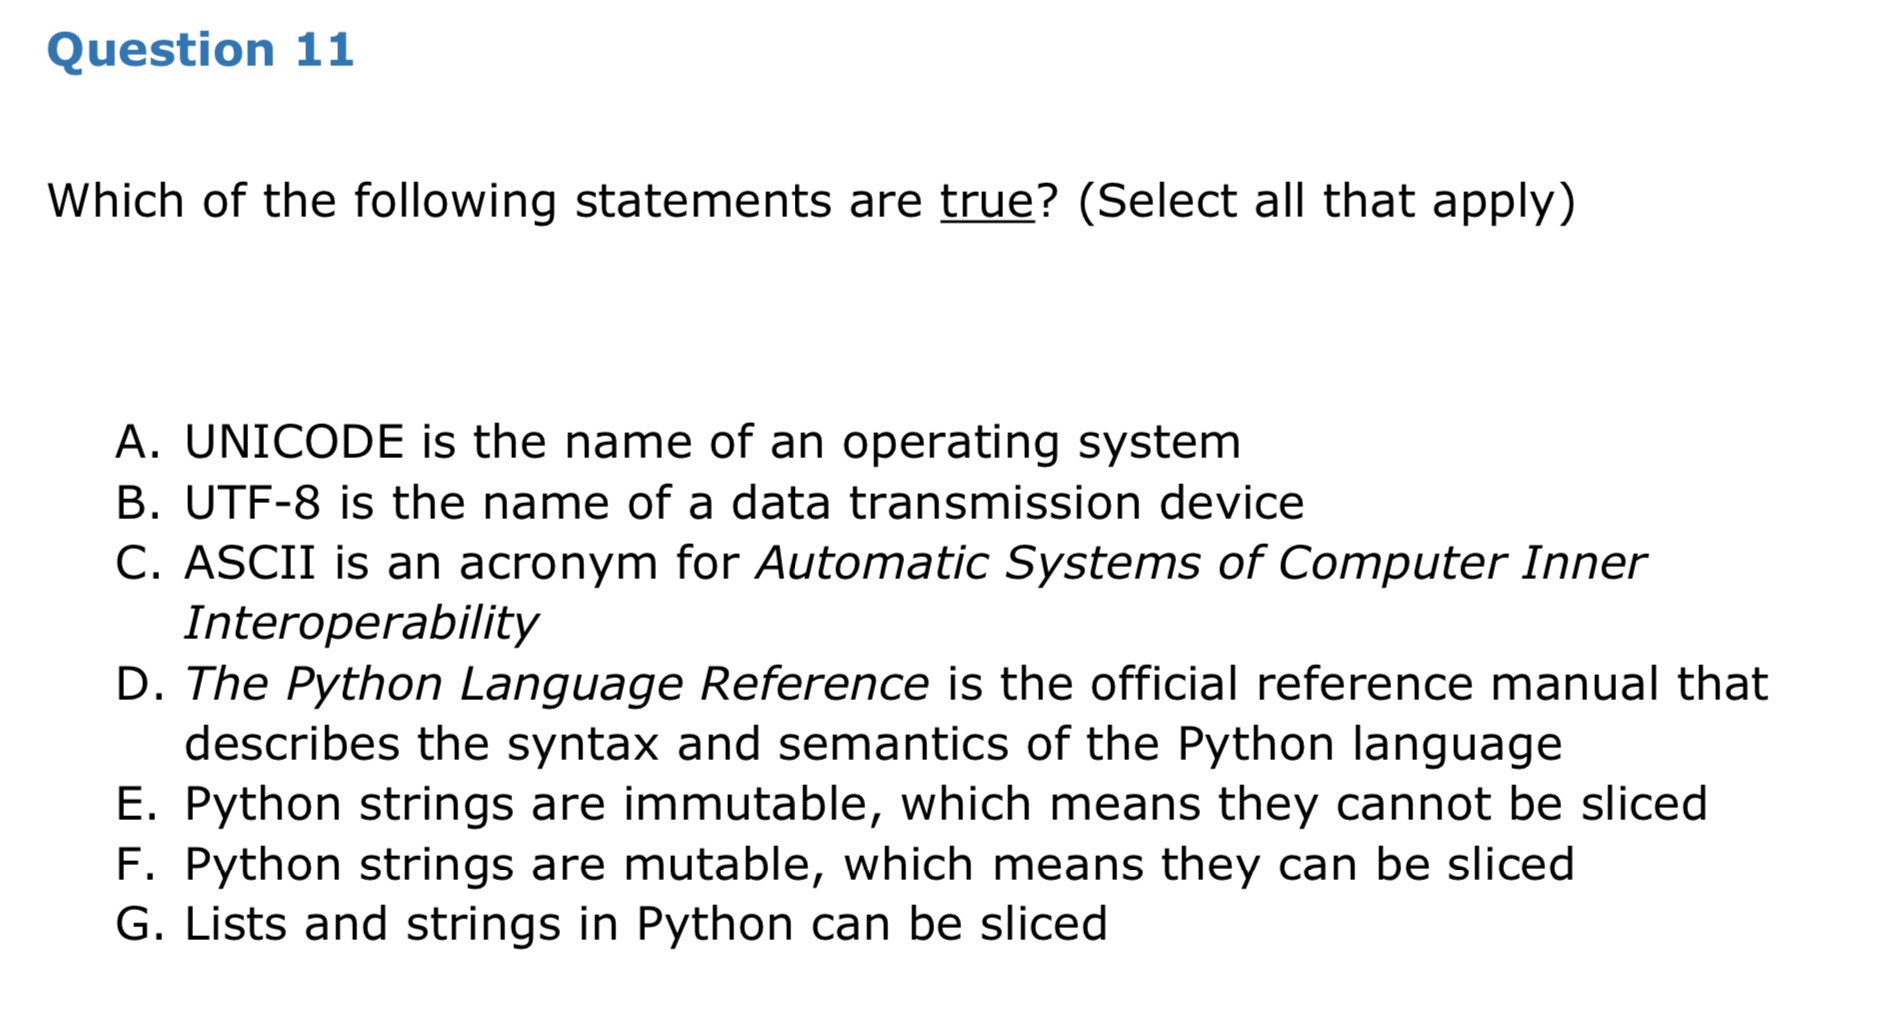 Question 11
Which of the following statements are true? (Select all that apply)
A. UNICODE is the name of an operating system
B. UTF-8 is the name of a data transmission device
C. ASCII is an acronym for Automatic Systems of Computer Inner
Interoperability
D. The Python Language Reference is the official reference manual that
describes the syntax and semantics of the Python language
E. Python strings are immutable, which means they cannot be sliced
F. Python strings are mutable, which means they can be sliced
G. Lists and strings in Python can be sliced